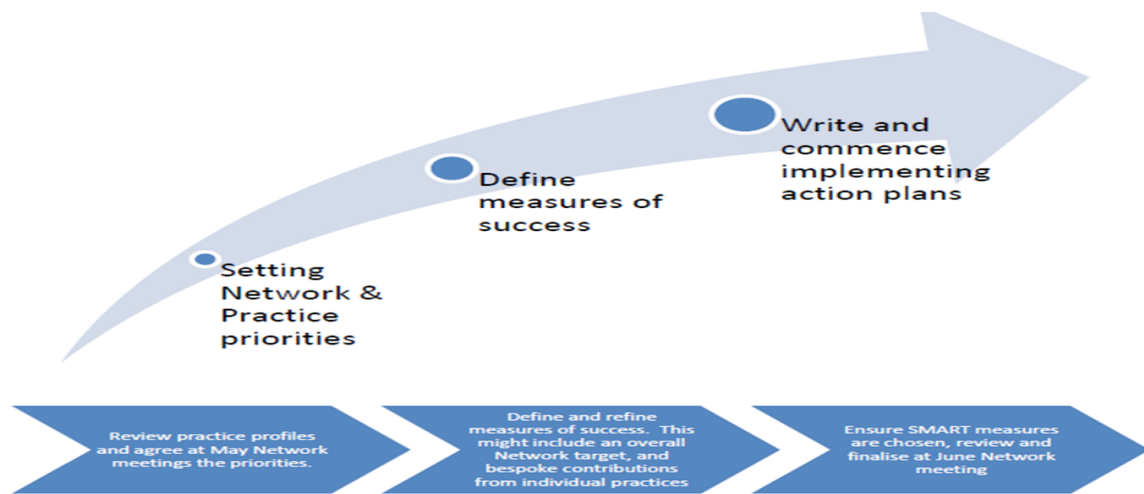 Write and
commence
implementing
action plans
Define
measures of
success
Setting
Network &
Practice
priorities
Review practice profiles
and agree at May Network
meetings the priorities.
Define and refine
measures of success.  This
might include an overall
Network target, and
bespoke contributions
from individual practices
Ensure SMART measures
are chosen, review and
finalise at June Network
meeting